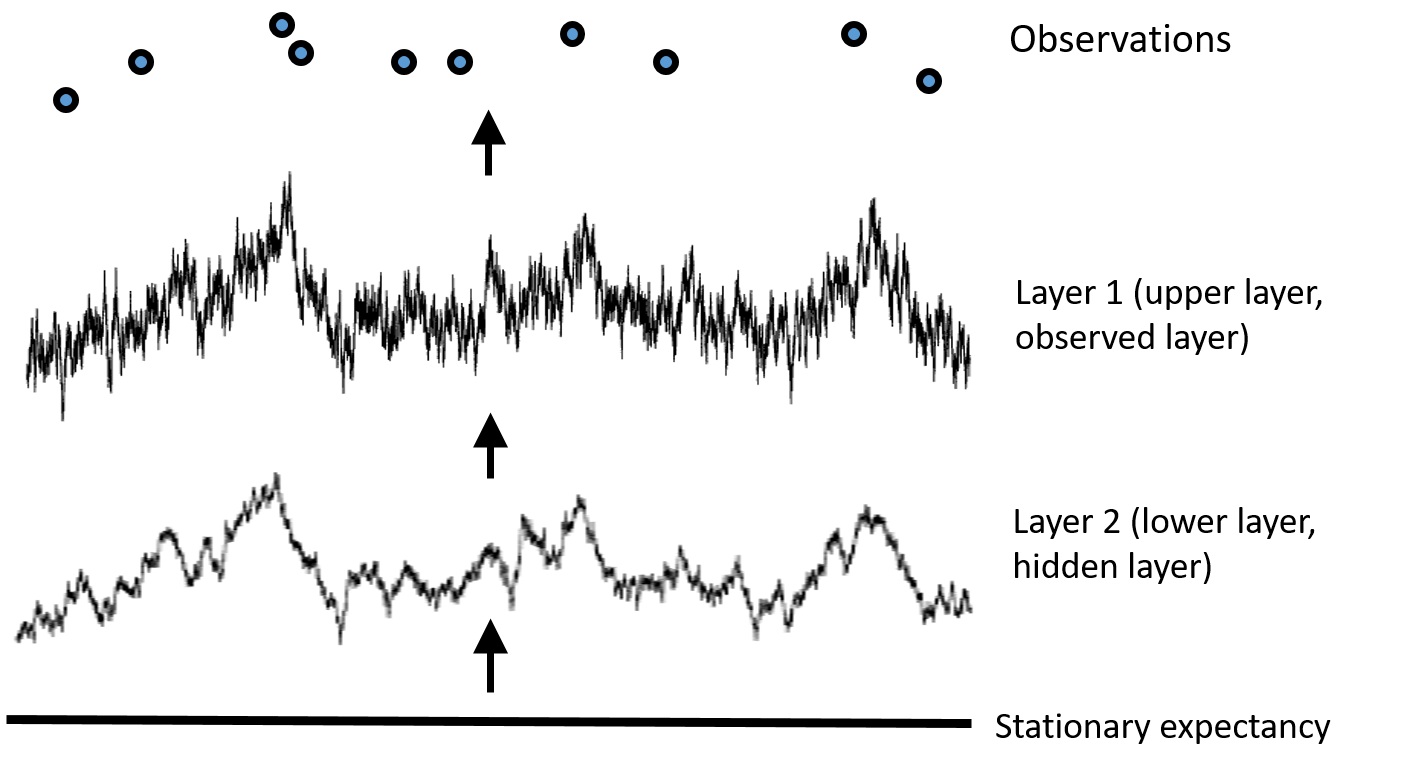 Observations
Layer 1 (upper layer,
observed layer)
Layer 2 (lower layer,
hidden layer)
Stationary expectancy